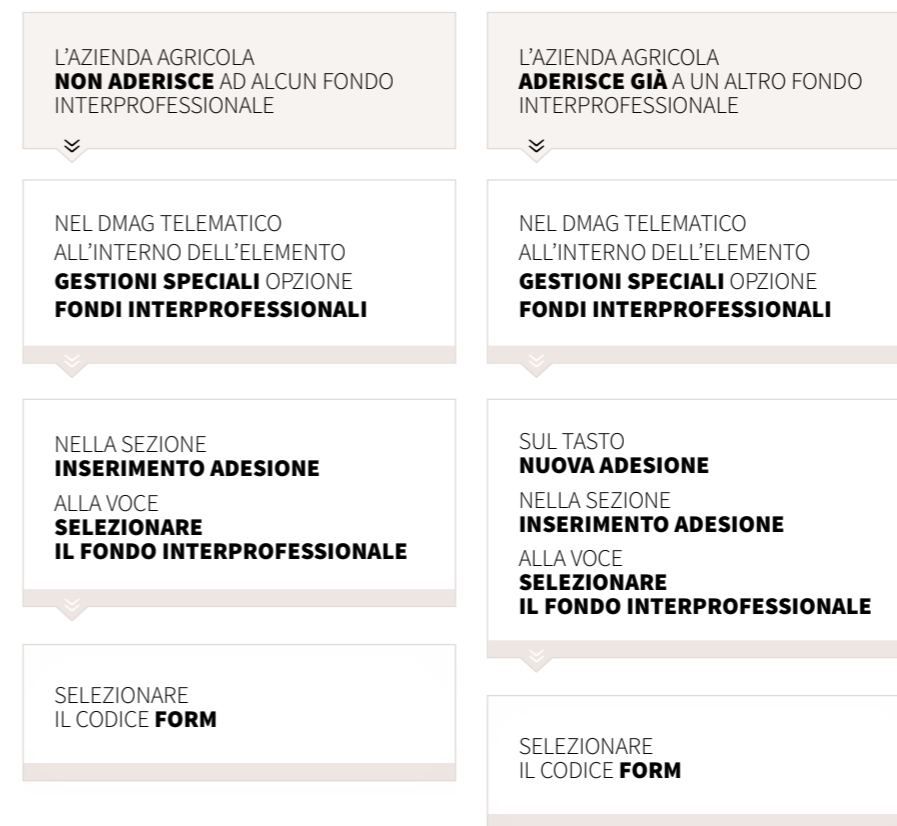 L’AZIENDA AGRICOLA
NON ADERISCE AD ALCUN FONDO
INTERPROFESSIONALE
NEL DMAG TELEMATICO
ALL’INTERNO DELL’ELEMENTO
GESTIONI SPECIALI OPZIONE
FONDI INTERPROFESSIONALI
NELLA SEZIONE
INSERIMENTO ADESIONE
ALLA VOCE
SELEZIONARE
IL FONDO INTERPROFESSIONALE
SELEZIONARE
IL CODICE FORM
L’AZIENDA AGRICOLA
ADERISCE GIÀ A UN ALTRO FONDO
INTERPROFESSIONALE
NEL DMAG TELEMATICO
ALL’INTERNO DELL’ELEMENTO
GESTIONI SPECIALI OPZIONE
FONDI INTERPROFESSIONALI
SUL TASTO
NUOVA ADESIONE
NELLA SEZIONE
INSERIMENTO ADESIONE
ALLA VOCE
SELEZIONARE
IL FONDO INTERPROFESSIONALE
SELEZIONARE
IL CODICE FORM